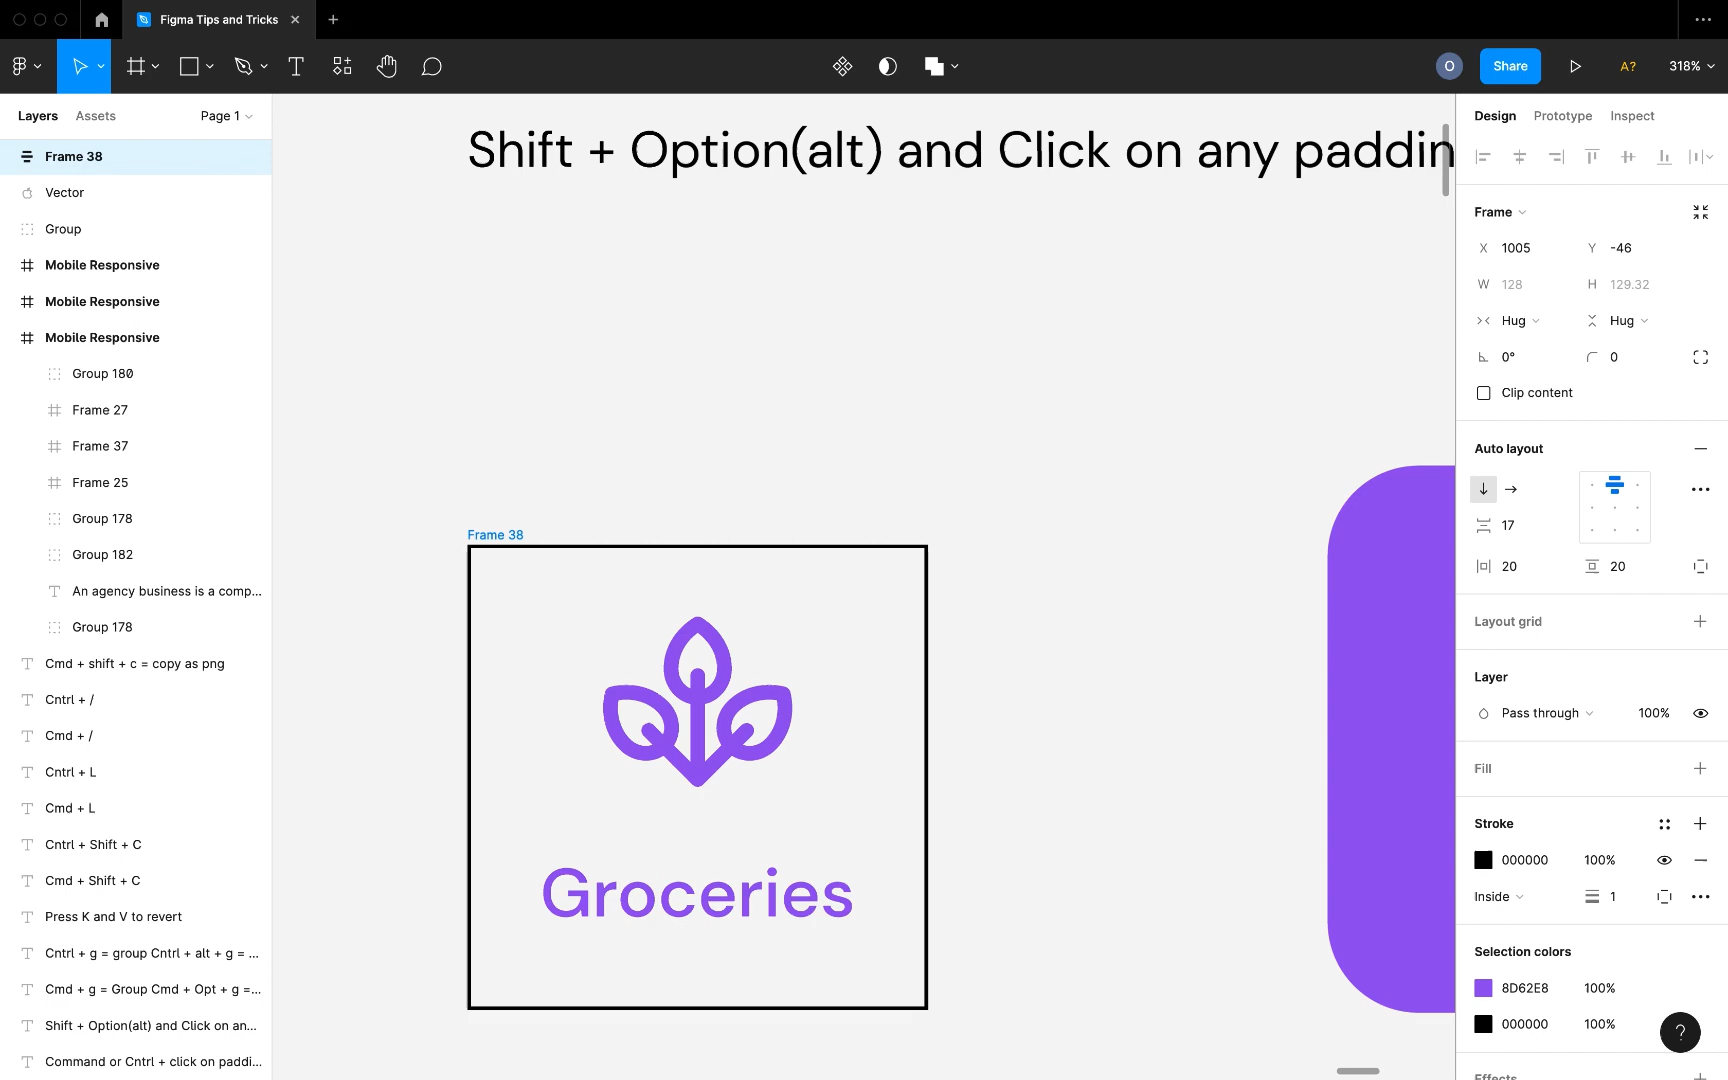 Figma Tips and Tricks
O
Share
A?
318%
Layers
Assets
Page 1
Frame 38
Vector
Group
Mobile Responsive
Mobile Responsive
Mobile Responsive
Group 180
Frame 27
Frame 37
Frame 25
Group 178
Group 182
An agency business is a comp...
Group 178
Cmd + shift + c = copy as png
Cntrl + /
Cmd + /
Cntrl + L
Cmd + L
Cntrl + Shift + C
Cmd + Shift + C
Press K and V to revert
Cntrl + g = group Cntrl + alt + g = ...
Cmd + g = Group Cmd + Opt + g =...
Shift + Option(alt) and Click on an...
Command or Cntrl + click on paddi...
Shift + Option(alt) and Click on any paddin
Frame 38
Groceries
Design
Prototype
Inspect
Frame
X 1005 Y -46
W 128 H 129.32
Hug Hug
0° 0
Clip content
Auto layout
17
20 20
Layout grid
Layer
Pass through 100%
Fill
Stroke
000000 100%
Inside 1
Selection colors
8D62E8 100%
000000 100%
?
Effects